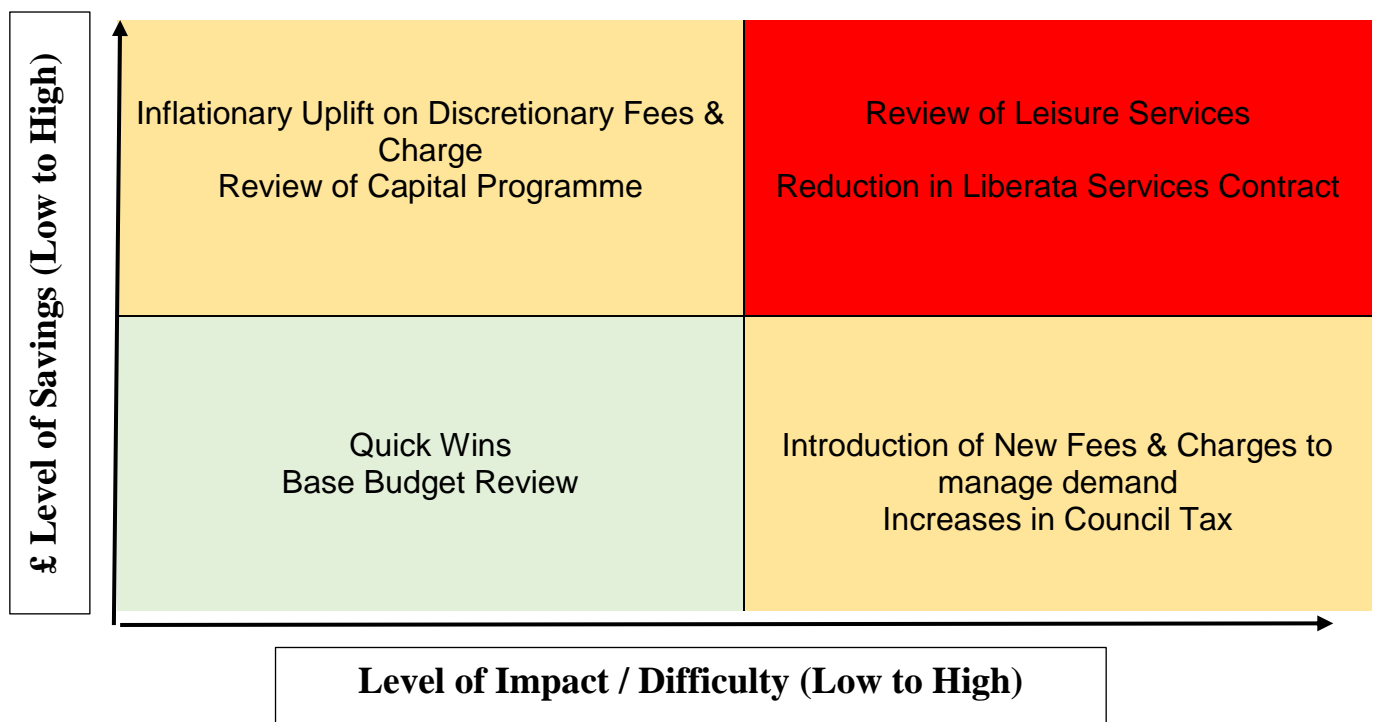 £ Level of Savings (Low to High)
Inflationary Uplift on Discretionary Fees &
Charge
Review of Capital Programme
Review of Leisure Services
Reduction in Liberata Services Contract
Quick Wins
Base Budget Review
Introduction of New Fees & Charges to
manage demand
Increases in Council Tax
Level of Impact / Difficulty (Low to High)